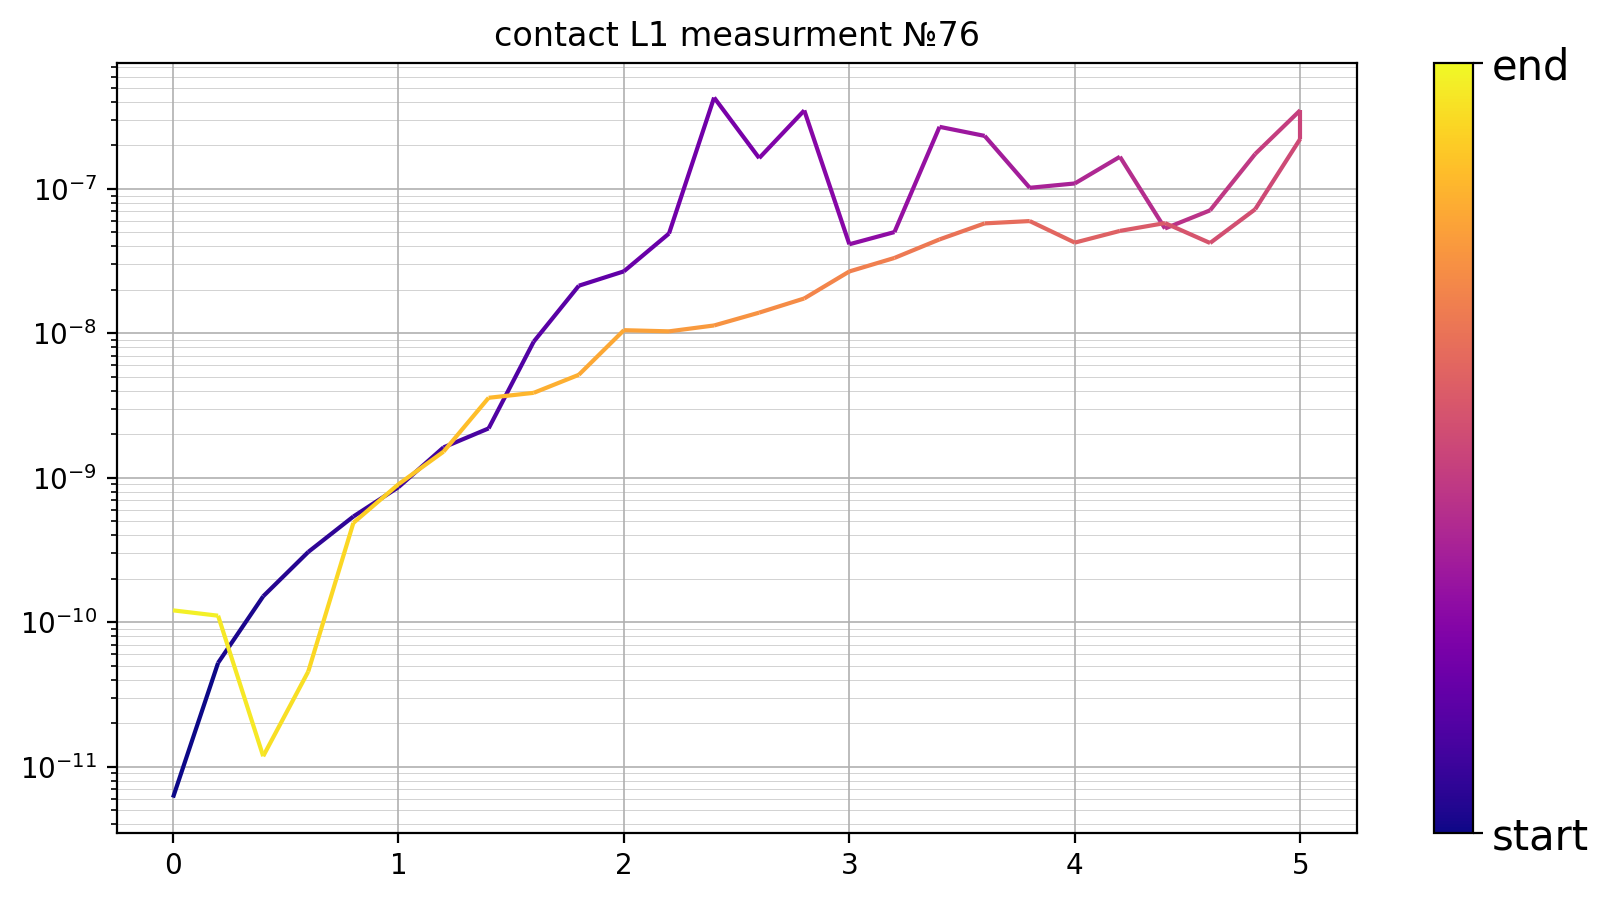 contact L1 measurment №76
10⁻⁷
10⁻⁸
10⁻⁹
10⁻¹⁰
10⁻¹¹
0 1 2 3 4 5
end
start